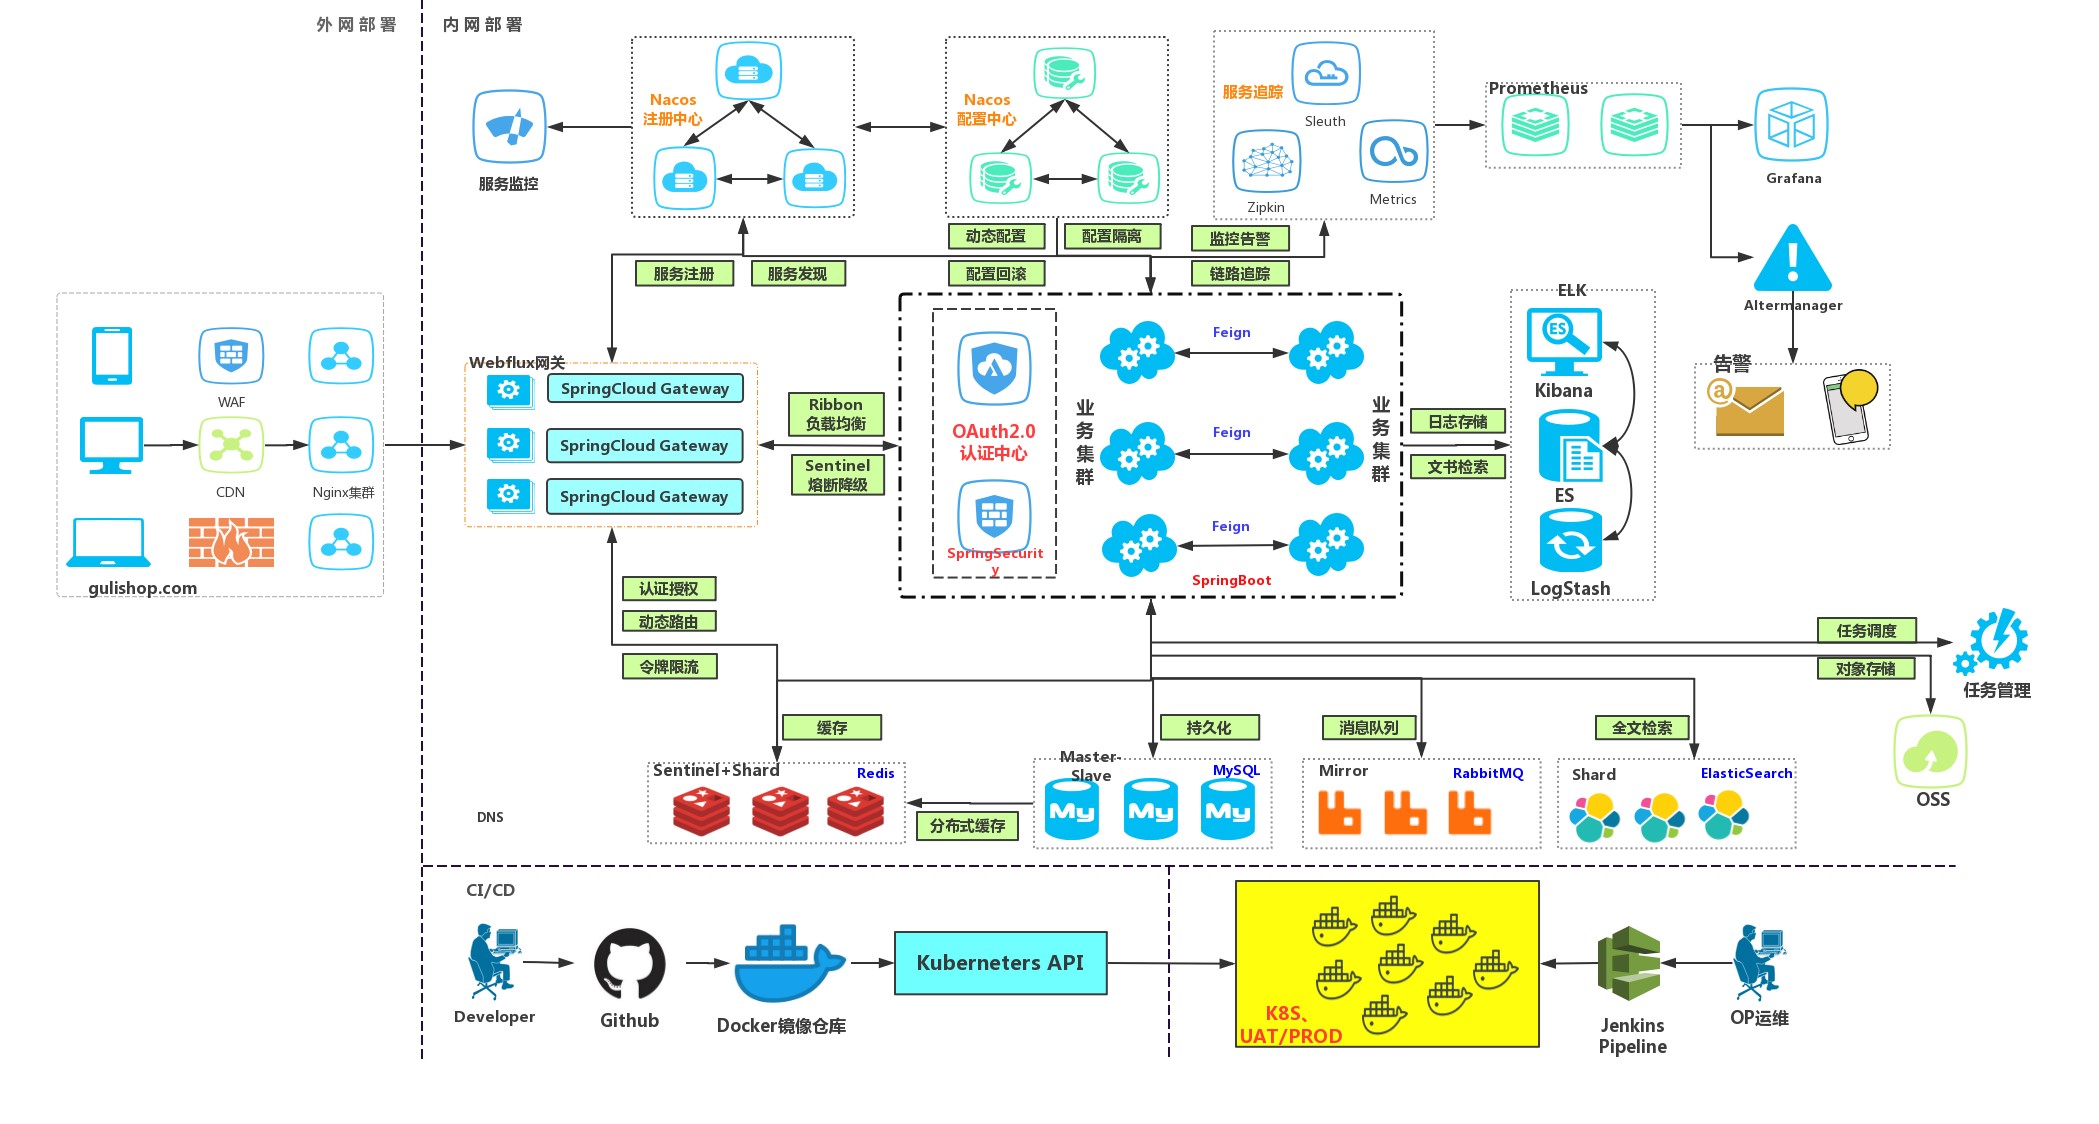 外网部署
内网部署
Nacos
注册中心
服务监控
Nacos
配置中心
服务追踪
Sleuth
Zipkin
Metrics
Prometheus
Grafana
Altermanager
告警
@
动态配置
配置隔离
监控告警
服务注册
服务发现
配置回滚
链路追踪
WAF
CDN
Nginx集群
gulishop.com
Webflux网关
SpringCloud Gateway
SpringCloud Gateway
SpringCloud Gateway
Ribbon
负载均衡
Sentinel
熔断降级
OAuth2.0
认证中心
SpringSecurit
y
业务集群
Feign
Feign
Feign
SpringBoot
业务集群
日志存储
文书检索
ELK
ES
Kibana
ES
LogStash
认证授权
动态路由
令牌限流
任务调度
对象存储
任务管理
OSS
缓存
持久化
消息队列
全文检索
Sentinel+Shard
Redis
分布式缓存
Master-
Slave
MySQL
My
My
My
Mirror
RabbitMQ
Shard
ElasticSearch
DNS
CI/CD
Developer
Github
Docker镜像仓库
Kuberneters API
K8S、
UAT/PROD
Jenkins
Pipeline
OP运维